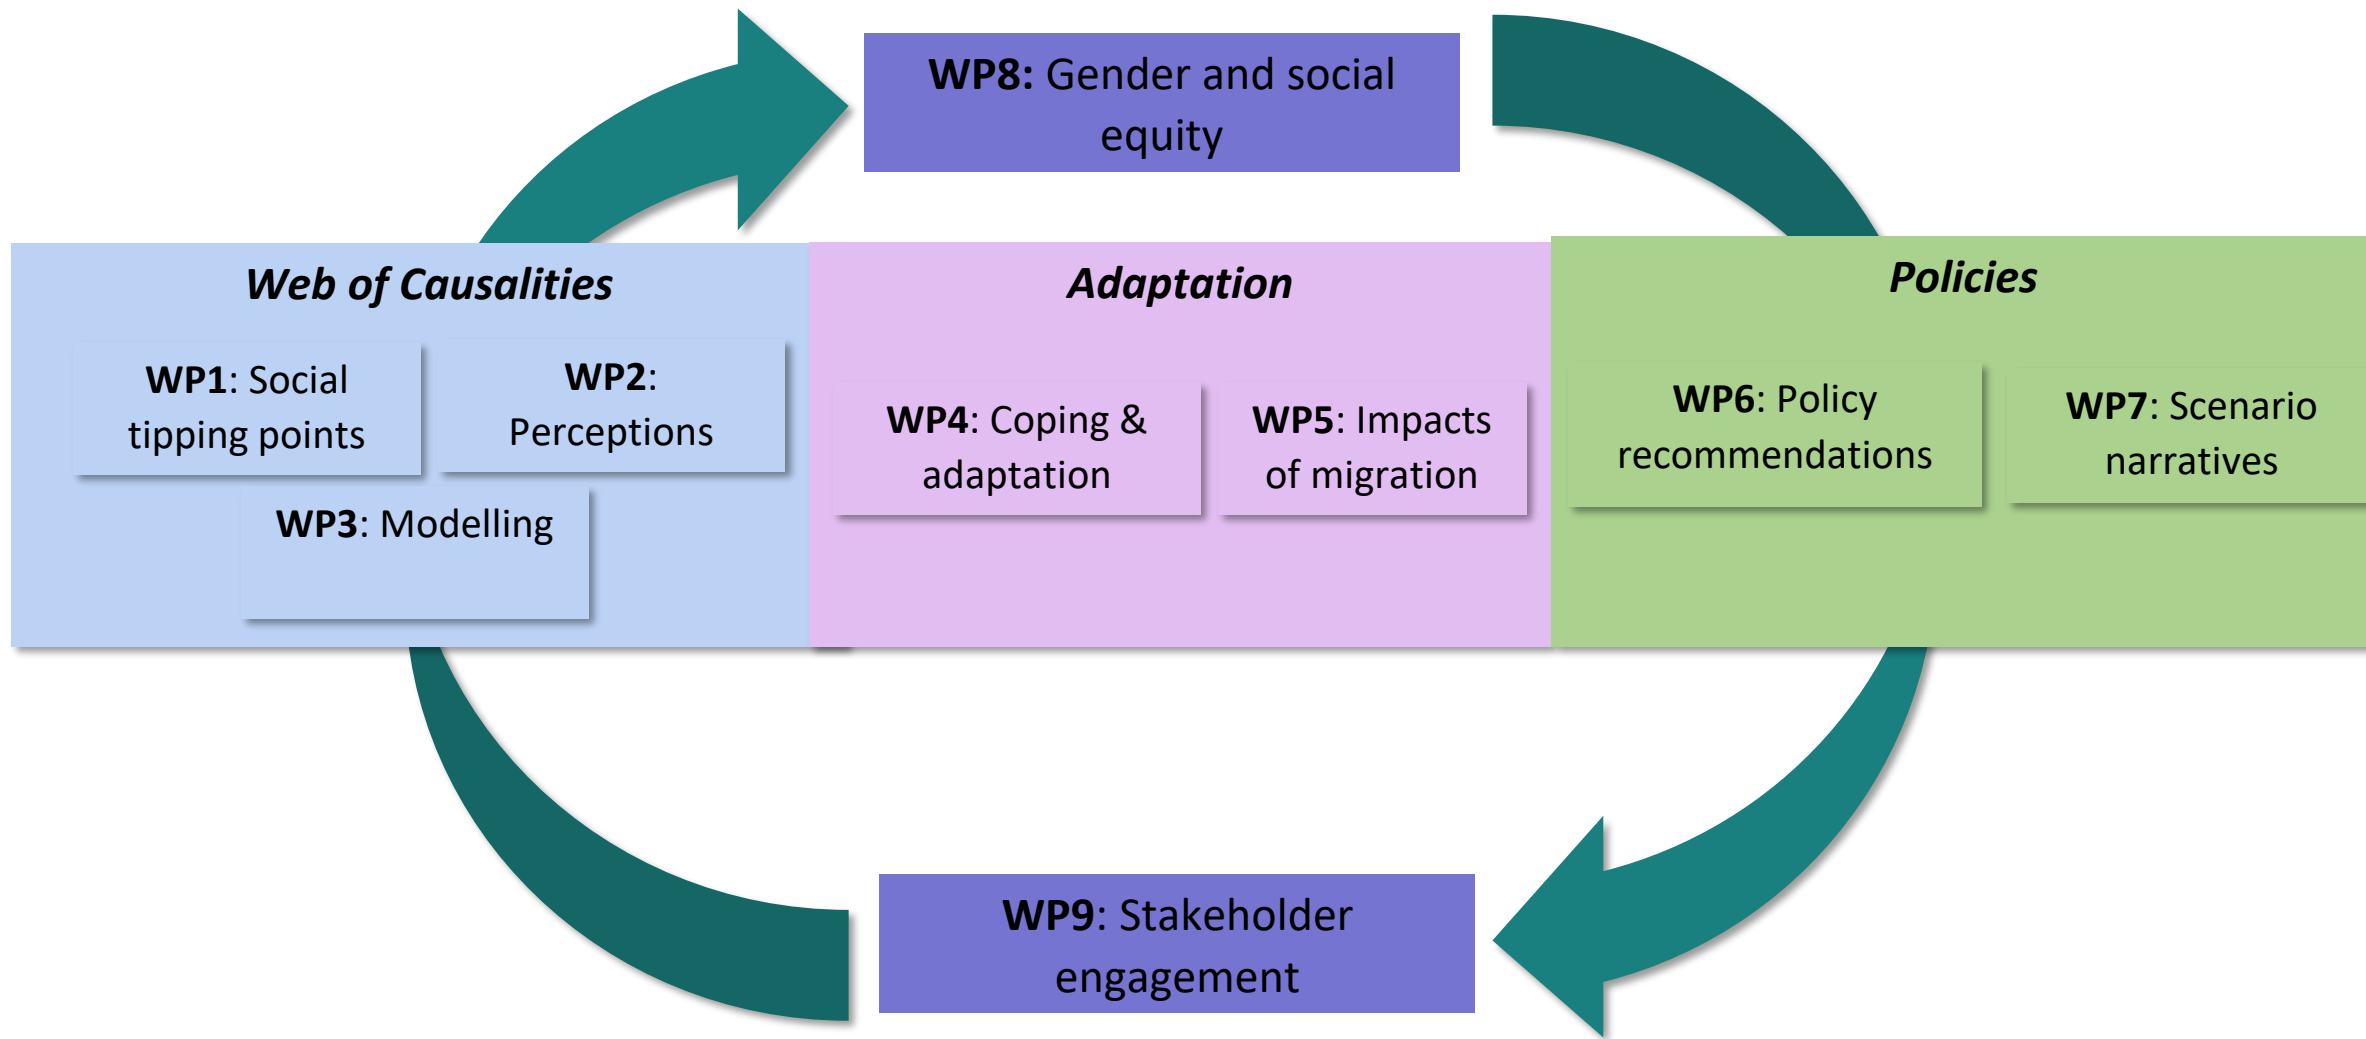 WP8: Gender and social
equity
Web of Causalities
WP1: Social
tipping points
WP2:
Perceptions
WP3: Modelling
Adaptation
WP4: Coping &
adaptation
WP5: Impacts
of migration
Policies
WP6: Policy
recommendations
WP7: Scenario
narratives
WP9: Stakeholder
engagement